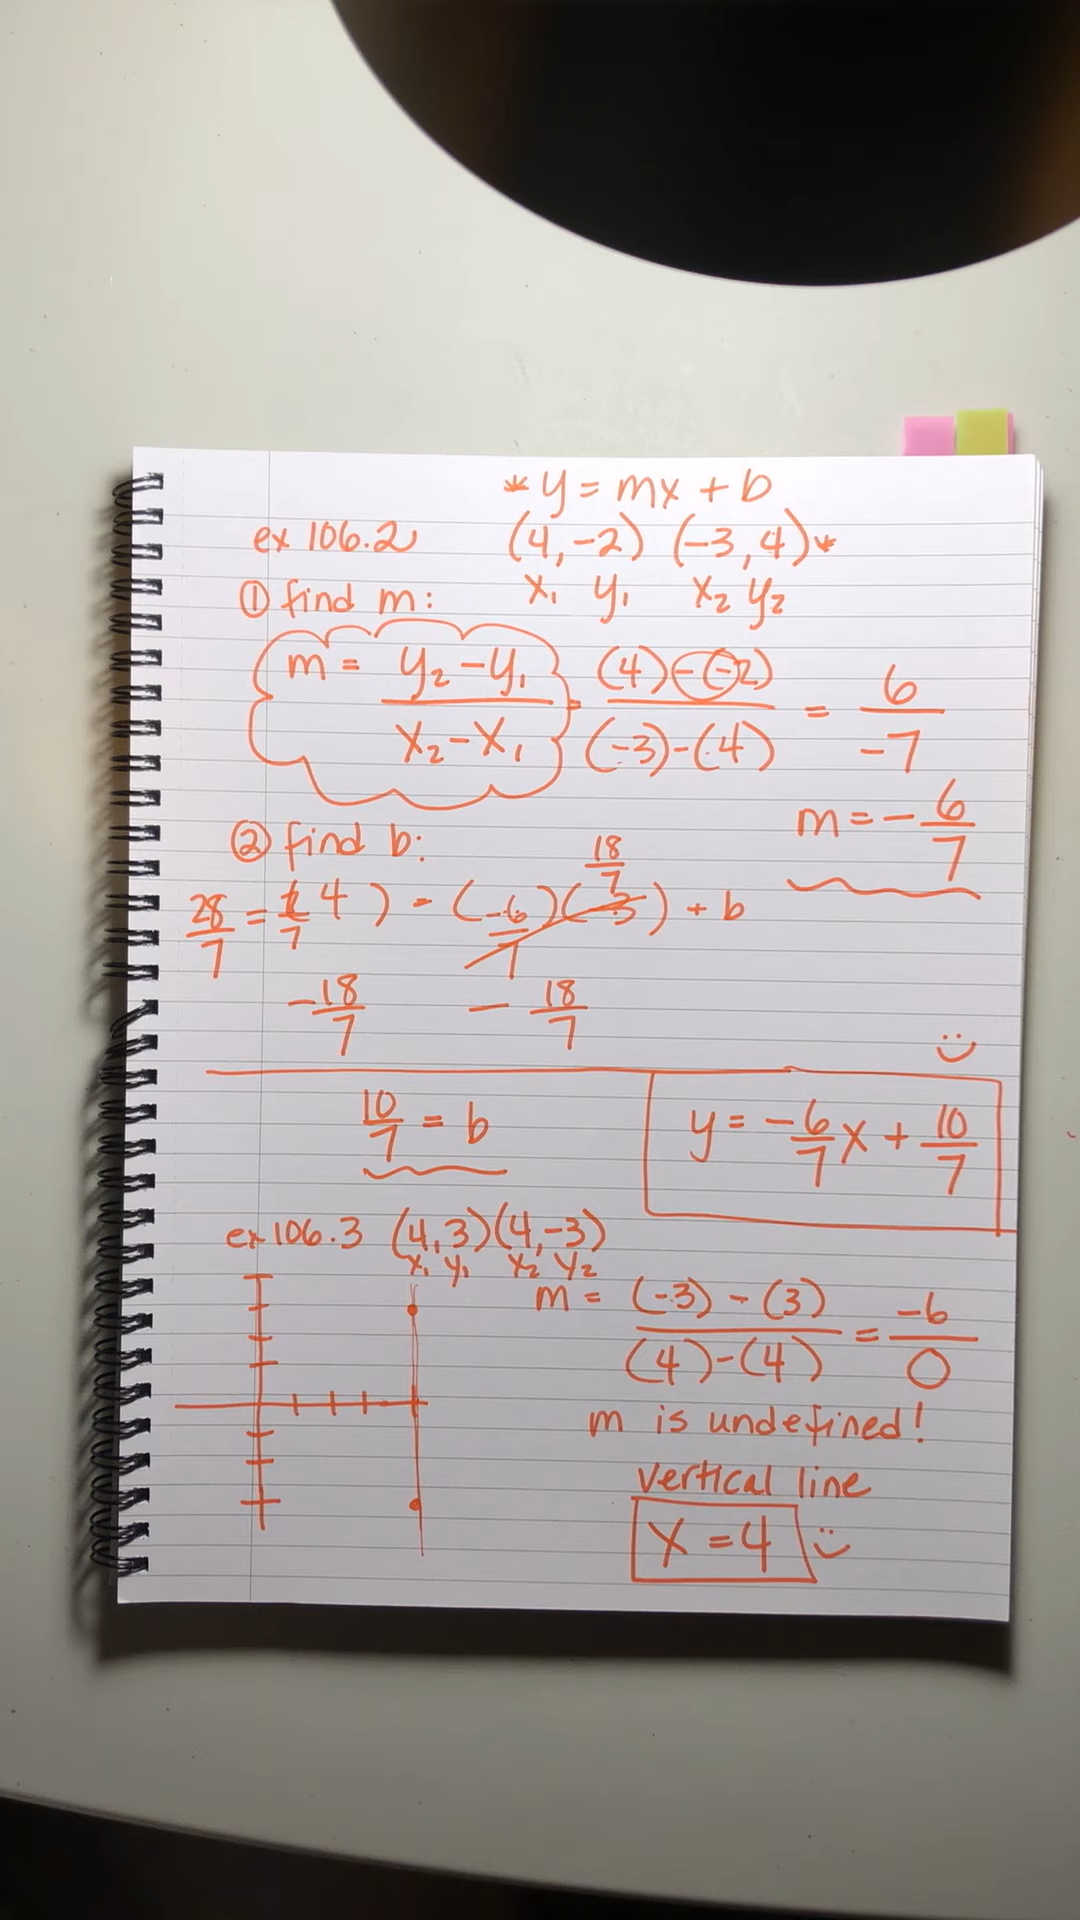 * y = mx + b
ex 106.2 (4, -2) (-3, 4) *
① find m: x₁ y₁ x₂ y₂
m = (y₂ - y₁)/(x₂ - x₁) = ((4) - (-2))/((-3) - (4)) = 6/-7
m = -6/7
② find b:
18/7
28/7 = 7/7( 4 ) = (-6/7)(-3) + b
-18/7 - 18/7
10/7 = b
y = -6/7 x + 10/7
ex 106.3 (4, 3) (4, -3)
x₁ y₁ x₂ y₂
m = ((-3) - (3))/((4) - (4)) = -6/0
m is undefined!
vertical line
x = 4